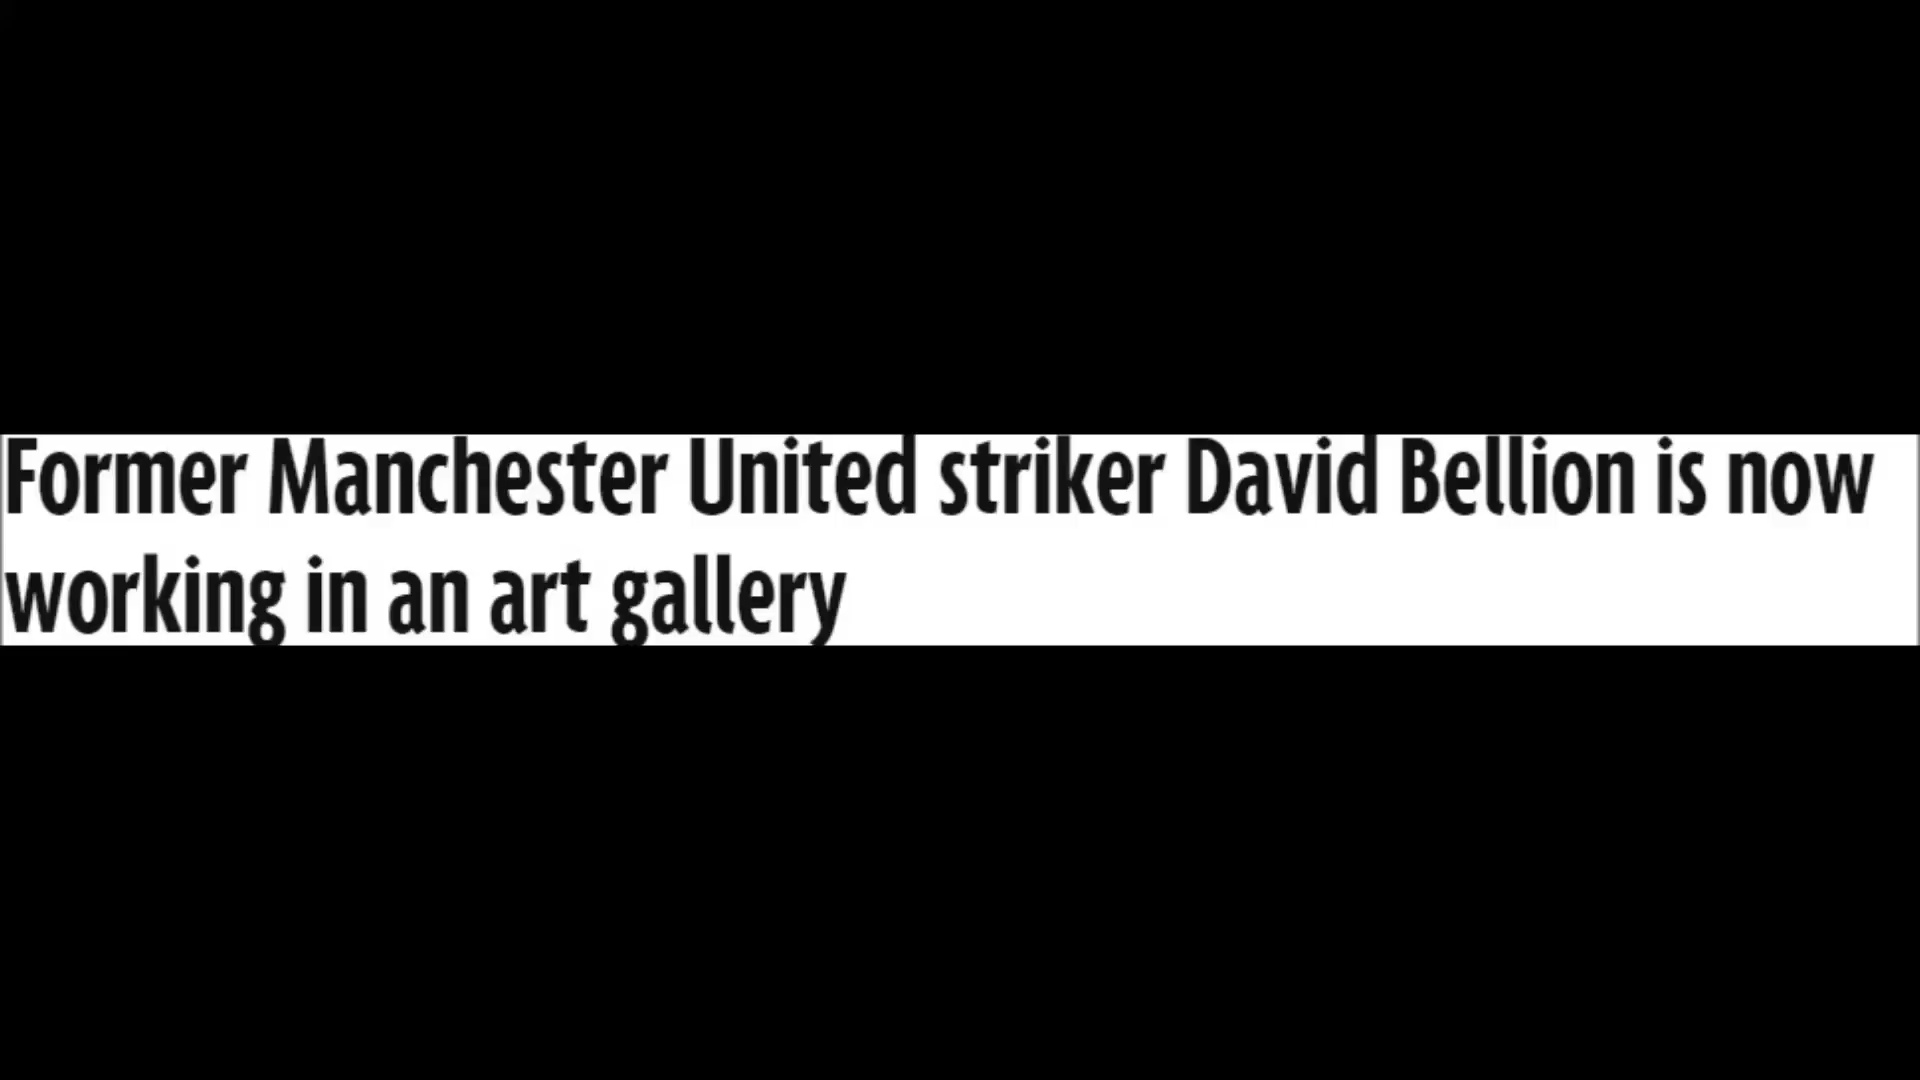 Former Manchester United striker David Bellion is now
working in an art gallery